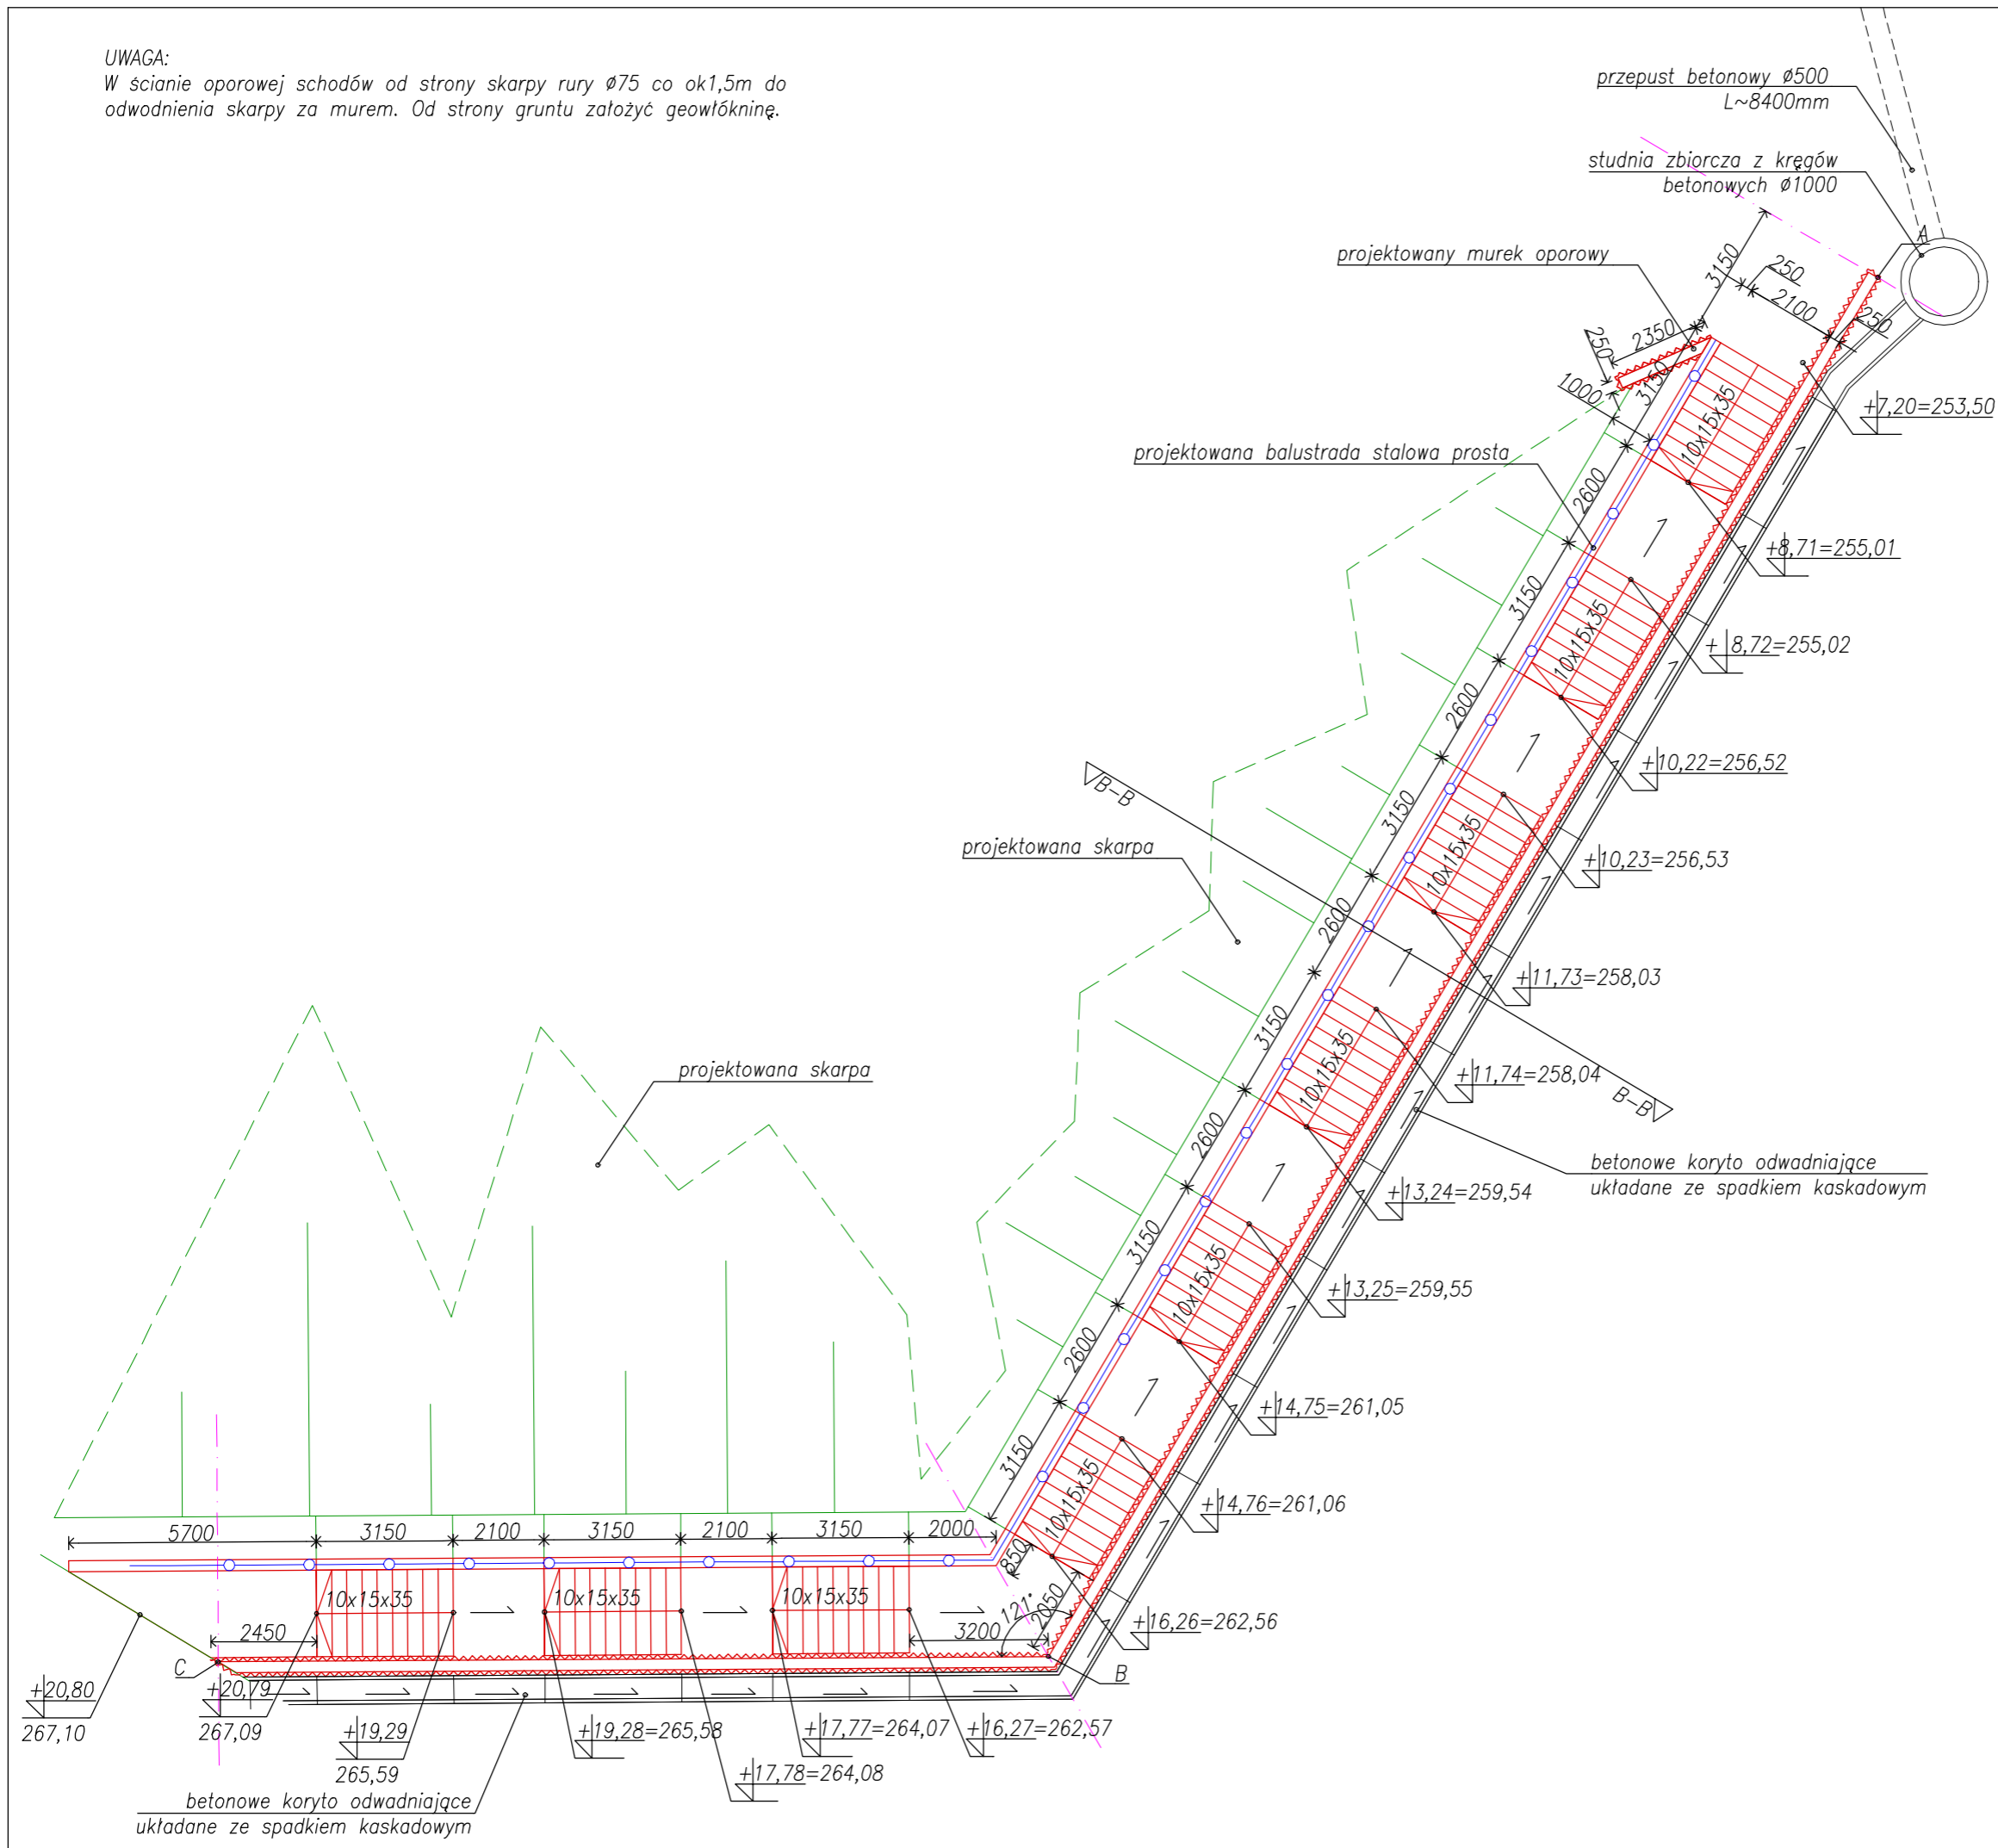 UWAGA:
W ścianie oporowej schodów od strony skarpy rury ø75 co ok1,5m do
odwodnienia skarpy za murem. Od strony gruntu założyć geowłókninę.
przepust betonowy ø500
L~8400mm
studnia zbiorcza z kręgów
betonowych ø1000
A
projektowany murek oporowy
3150
250
2100
250
2350
250
1000
3150
+7,20=253,50
10x15x35
projektowana balustrada stalowa prosta
2600
+8,71=255,01
3150
10x15x35
+8,72=255,02
2600
+10,22=256,52
B-B
3150
10x15x35
+10,23=256,53
projektowana skarpa
2600
+11,73=258,03
3150
10x15x35
+11,74=258,04
B-B
projektowana skarpa
2600
betonowe koryto odwadniające
układane ze spadkiem kaskadowym
+13,24=259,54
3150
10x15x35
+13,25=259,55
2600
+14,75=261,05
3150
10x15x35
+14,76=261,06
5700
3150
2100
3150
2100
3150
2000
850
10x15x35
10x15x35
10x15x35
121°
2050
+16,26=262,56
2450
3200
C
B
+20,80
267,10
+20,79
267,09
+19,29
265,59
+19,28=265,58
+17,78=264,08
+17,77=264,07
+16,27=262,57
betonowe koryto odwadniające
układane ze spadkiem kaskadowym